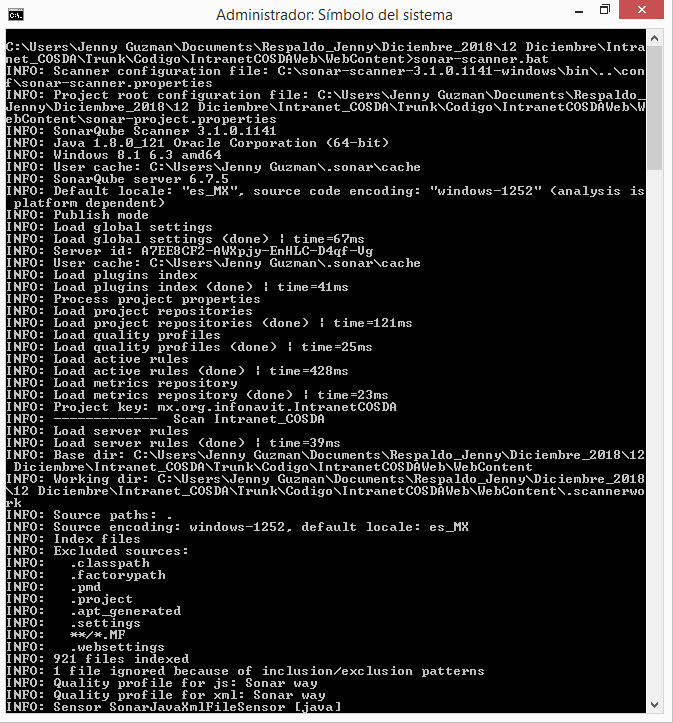 Administrador: Símbolo del sistema
C:\Users\Jenny Guzman\Documents\Respaldo_Jenny\Diciembre_2018\12 Diciembre\Intra
net_COSDA\Trunk\Codigo\IntranetCOSDAWeb\WebContent>sonar-scanner.bat
INFO: Scanner configuration file: C:\sonar-scanner-3.1.0.1141-windows\bin\..\con
f\sonar-scanner.properties
INFO: Project root configuration file: C:\Users\Jenny Guzman\Documents\Respaldo_
Jenny\Diciembre_2018\12 Diciembre\Intranet_COSDA\Trunk\Codigo\IntranetCOSDAWeb\W
ebContent\sonar-project.properties
INFO: SonarQube Scanner 3.1.0.1141
INFO: Java 1.8.0_121 Oracle Corporation (64-bit)
INFO: Windows 8.1 6.3 amd64
INFO: User cache: C:\Users\Jenny Guzman\.sonar\cache
INFO: SonarQube server 6.7.5
INFO: Default locale: "es_MX", source code encoding: "windows-1252" (analysis is
 platform dependent)
INFO: Publish mode
INFO: Load global settings
INFO: Load global settings (done) | time=67ms
INFO: Server id: A7EE8CF2-AWXpjy-EnHLC-D4qf-Vg
INFO: User cache: C:\Users\Jenny Guzman\.sonar\cache
INFO: Load plugins index
INFO: Load plugins index (done) | time=41ms
INFO: Process project properties
INFO: Load project repositories
INFO: Load project repositories (done) | time=121ms
INFO: Load quality profiles
INFO: Load quality profiles (done) | time=25ms
INFO: Load active rules
INFO: Load active rules (done) | time=428ms
INFO: Load metrics repository
INFO: Load metrics repository (done) | time=23ms
INFO: Project key: mx.org.infonavit.IntranetCOSDA
INFO: -------------  Scan Intranet_COSDA
INFO: Load server rules
INFO: Load server rules (done) | time=39ms
INFO: Base dir: C:\Users\Jenny Guzman\Documents\Respaldo_Jenny\Diciembre_2018\12
 Diciembre\Intranet_COSDA\Trunk\Codigo\IntranetCOSDAWeb\WebContent
INFO: Working dir: C:\Users\Jenny Guzman\Documents\Respaldo_Jenny\Diciembre_2018
\12 Diciembre\Intranet_COSDA\Trunk\Codigo\IntranetCOSDAWeb\WebContent\.scannerwo
rk
INFO: Source paths: .
INFO: Source encoding: windows-1252, default locale: es_MX
INFO: Index files
INFO: Excluded sources:
INFO:   .classpath
INFO:   .factorypath
INFO:   .pmd
INFO:   .project
INFO:   .apt_generated
INFO:   .settings
INFO:   **/*.MF
INFO:   .websettings
INFO: 921 files indexed
INFO: 1 file ignored because of inclusion/exclusion patterns
INFO: Quality profile for js: Sonar way
INFO: Quality profile for xml: Sonar way
INFO: Sensor SonarJavaXmlFileSensor [java]